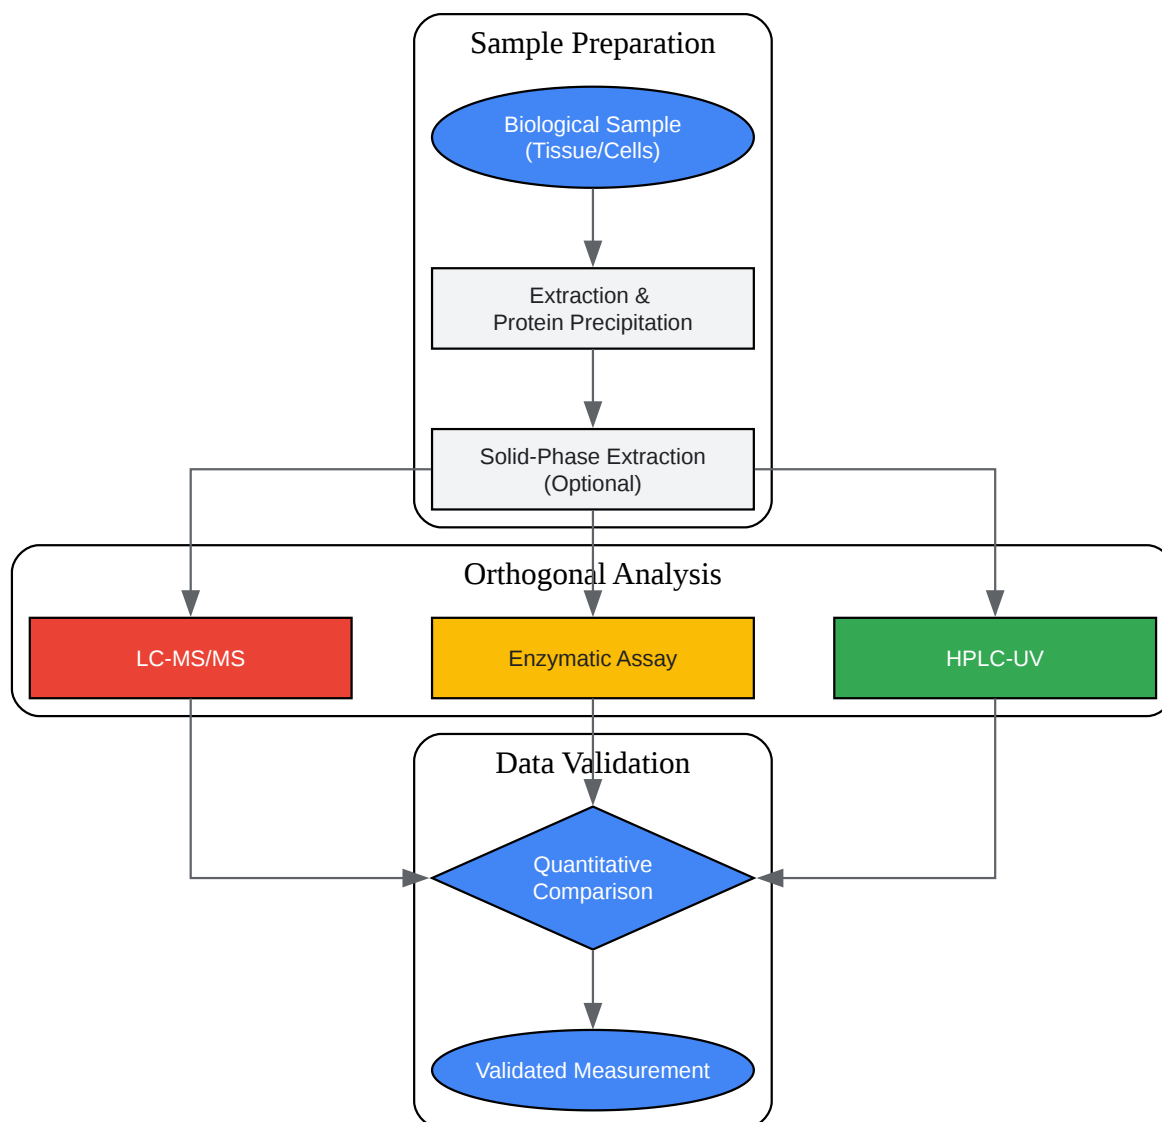 Sample Preparation
Biological Sample
(Tissue/Cells)
Extraction &
Protein Precipitation
Solid-Phase Extraction
(Optional)
Orthogonal Analysis
LC-MS/MS
Enzymatic Assay
HPLC-UV
Data Validation
Quantitative
Comparison
Validated Measurement